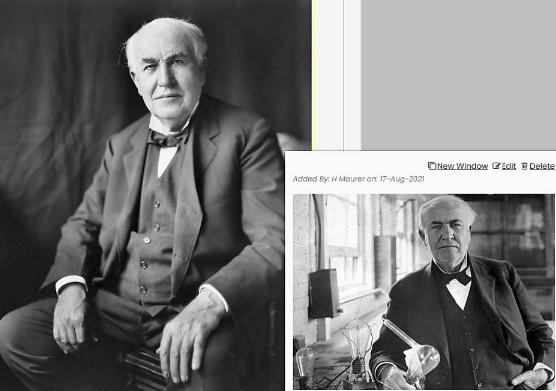 New Window Edit Delete
Added By: H Maurer on: 17-Aug-2021